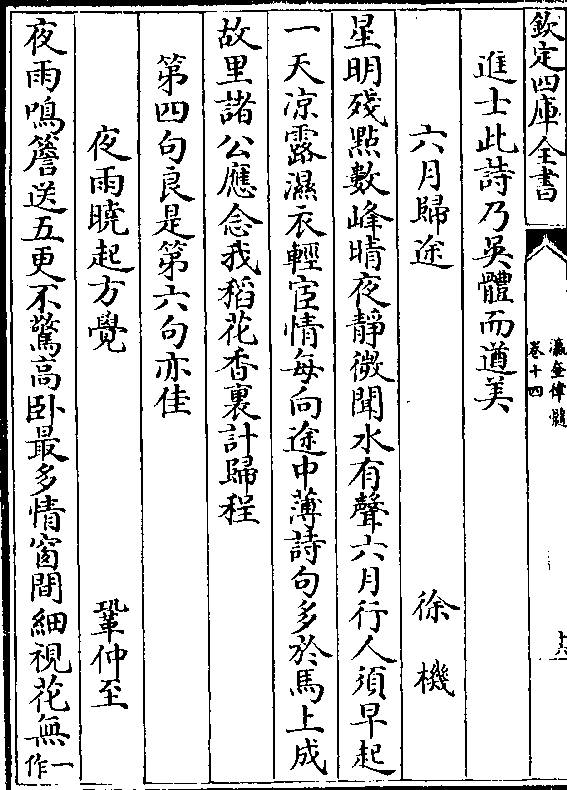 欽定四庫全書
瀛奎律髓
卷十四
進士此詩乃吳體而遒美
六月歸途
徐機
星明殘點數峰晴夜靜微聞水有聲六月行人須早起
一天凉露濕衣輕宦情每向途中薄詩句多於馬上成
故里諸公應念我稻花香裏計歸程
第四句良是第六句亦佳
夜雨曉起方覺
鞏仲至
夜雨鳴簷送五更不驚高卧最多情窗間細視花無一
作